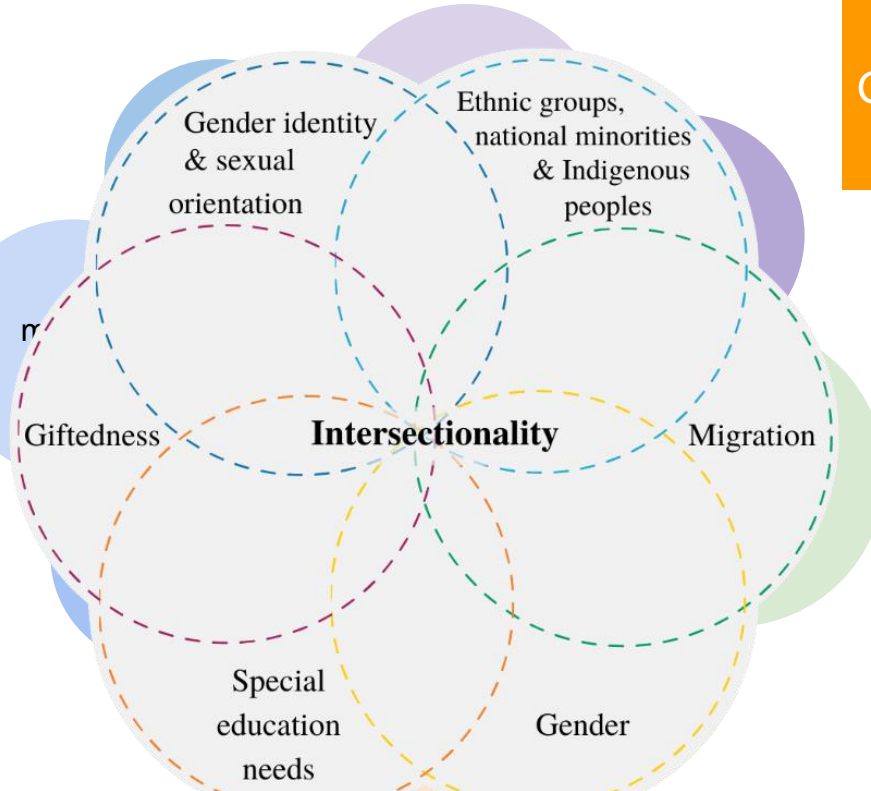 Gender identity
& sexual
orientation
Ethnic groups,
national minorities
& Indigenous
peoples
Giftedness
Intersectionality
Migration
Special
education
needs
Gender